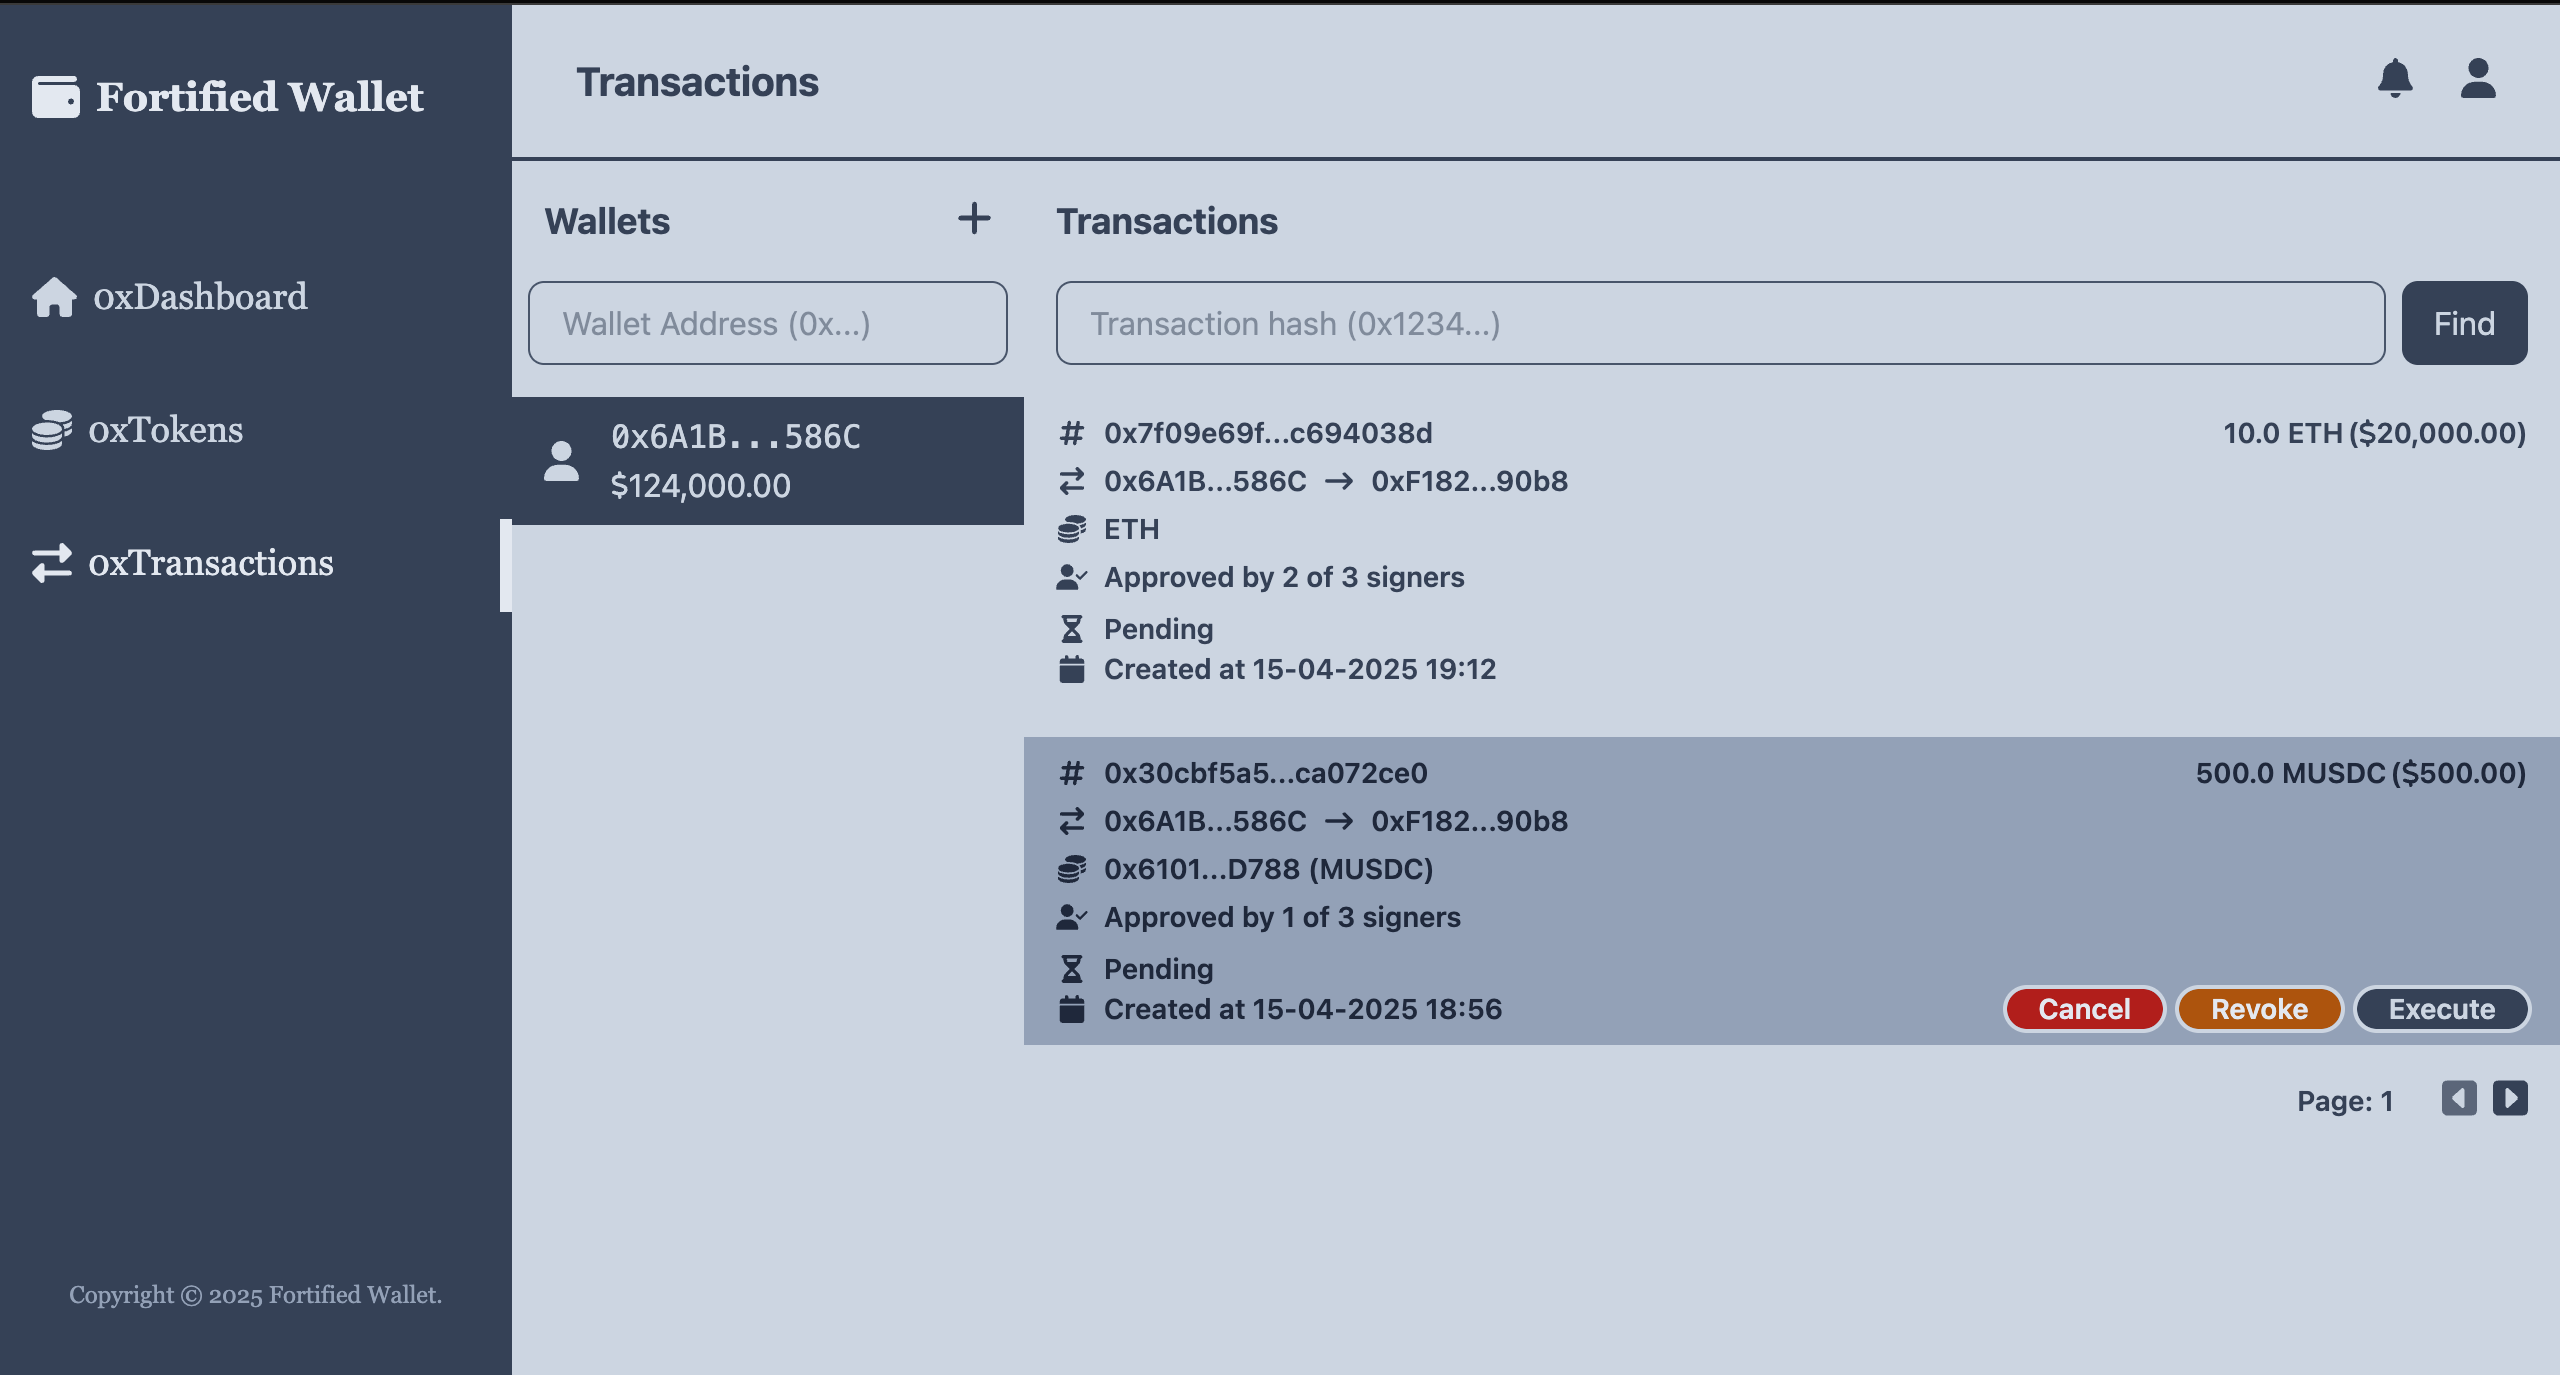 Fortified Wallet
0xDashboard
0xTokens
0xTransactions
Copyright © 2025 Fortified Wallet.
Transactions
Wallets
Wallet Address (0x...)
0x6A1B...586C
$124,000.00
Transactions
Transaction hash (0x1234...)
Find
0x7f09e69f...c694038d
10.0 ETH ($20,000.00)
0x6A1B...586C → 0xF182...90b8
ETH
Approved by 2 of 3 signers
Pending
Created at 15-04-2025 19:12
0x30cbf5a5...ca072ce0
500.0 MUSDC ($500.00)
0x6A1B...586C → 0xF182...90b8
0x6101...D788 (MUSDC)
Approved by 1 of 3 signers
Pending
Created at 15-04-2025 18:56
Cancel
Revoke
Execute
Page: 1